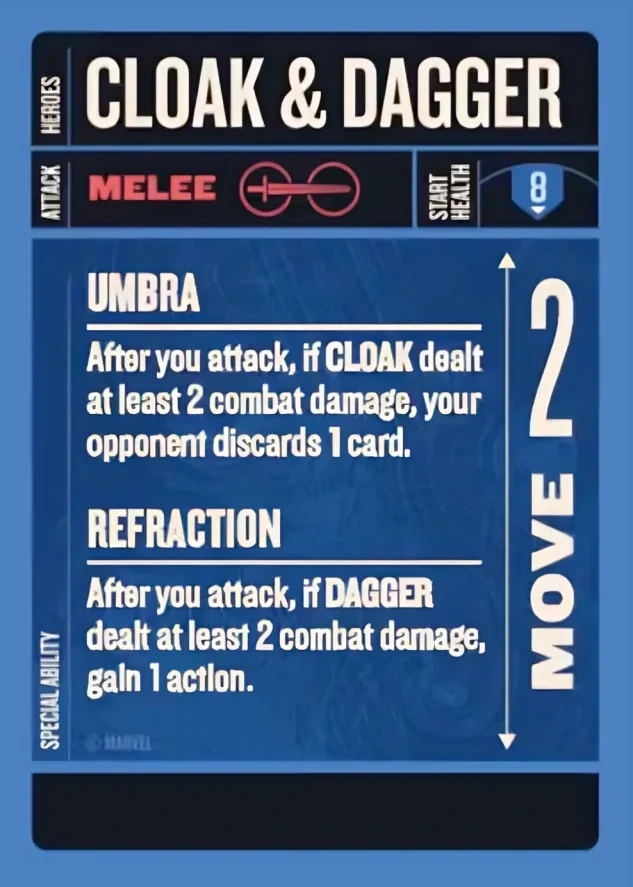 HEROES
CLOAK & DAGGER
ATTACK
MELEE
START
HEALTH
8
UMBRA
After you attack, if CLOAK dealt
at least 2 combat damage, your
opponent discards 1 card.
REFRACTION
After you attack, if DAGGER
dealt at least 2 combat damage,
gain 1 action.
SPECIAL ABILITY
MOVE 2
© MARVEL